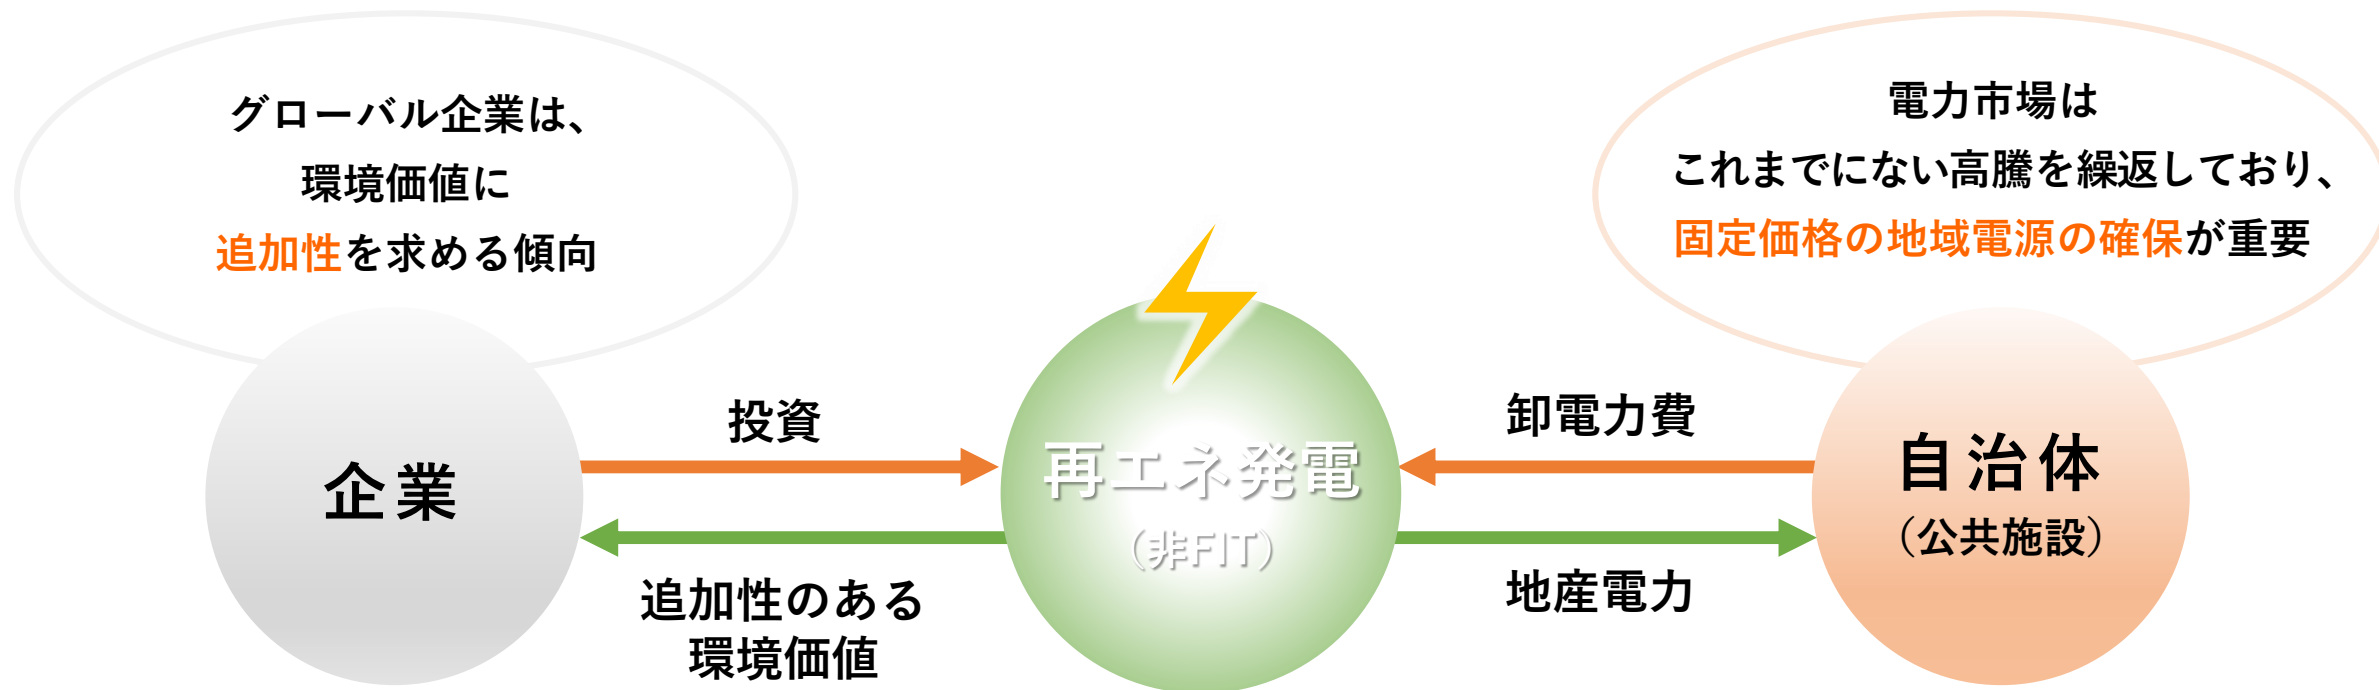 グローバル企業は、
環境価値に
追加性を求める傾向
電力市場は
これまでにない高騰を繰返しており、
固定価格の地域電源の確保が重要
企業
投資
追加性のある
環境価値
再エネ発電
（非FIT）
卸電力費
地産電力
自治体
（公共施設）